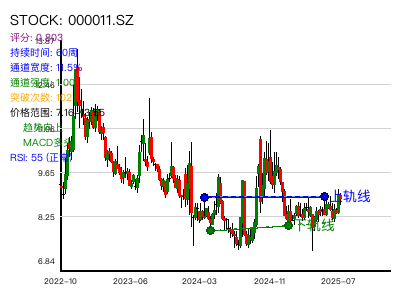 STOCK: 000011.SZ
评分: 0.803
持续时间: 60周
通道宽度: 11.5%
通道强度: 1.00
突破次数: 102
价格范围: 7.16-
趋势向上
MACD多头
RSI: 55 (正常)
9.65
8.25
6.84
上轨线
下轨线
2022-10
2023-06
2024-03
2024-11
2025-07